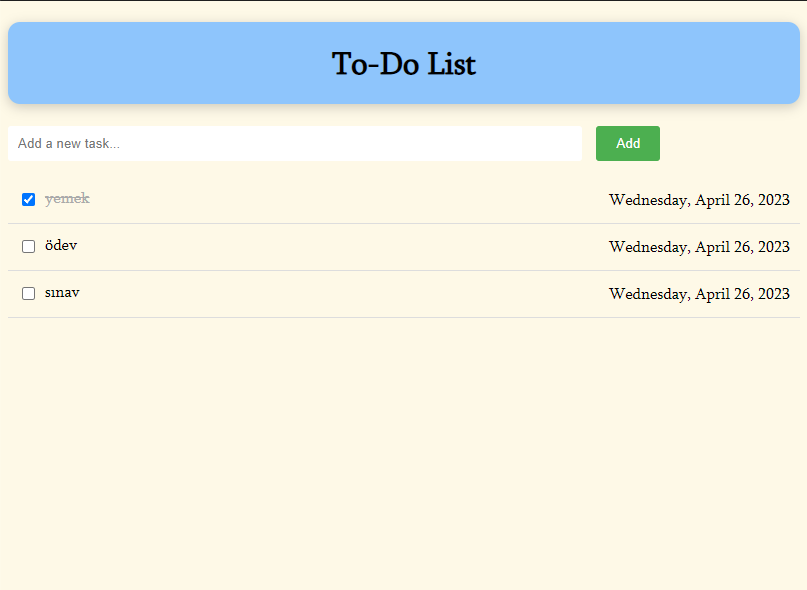 To-Do List
Add a new task...
Add
yemek Wednesday, April 26, 2023
ödev Wednesday, April 26, 2023
sınav Wednesday, April 26, 2023